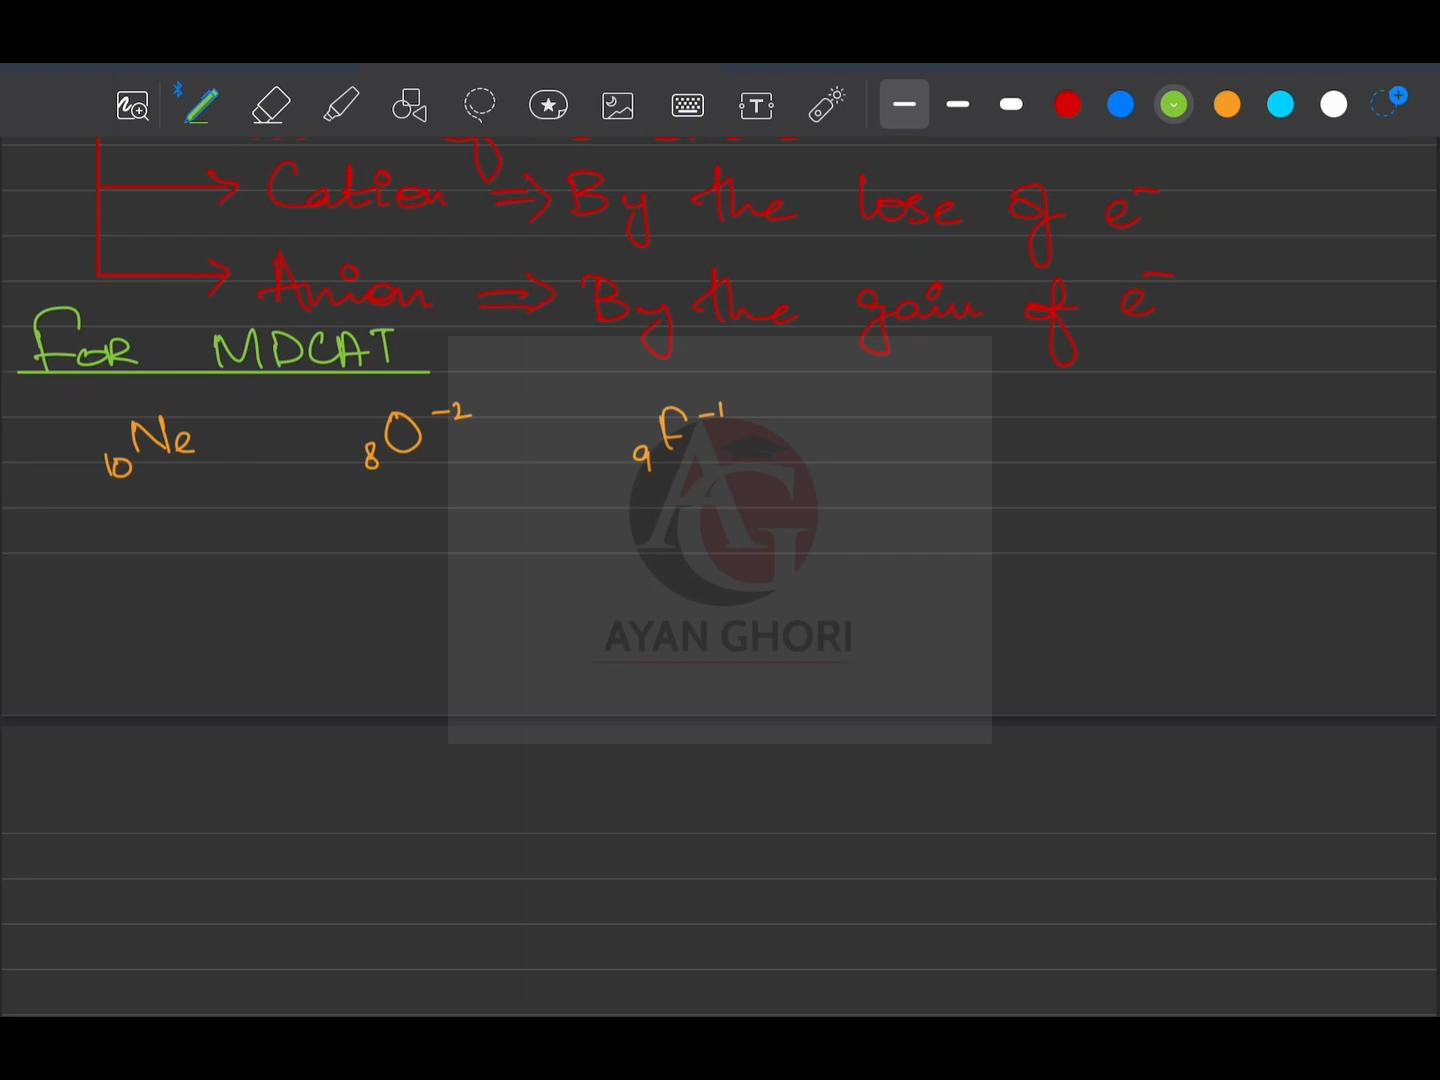 → Cation ⇒ By the lose of e⁻
→ Anion ⇒ By the gain of e⁻
FOR MDCAT
₁₀Ne ₈O⁻² ₉F⁻¹
AG
AYAN GHORI